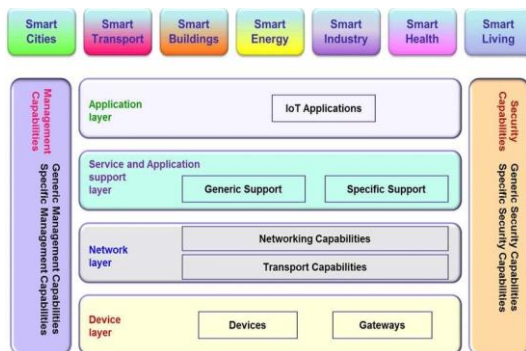 Smart Cities
Smart Transport
Smart Buildings
Smart Energy
Smart Industry
Smart Health
Smart Living
Management Capabilities
Generic Management Capabilities
Specific Management Capabilities
Application layer
IoT Applications
Service and Application support layer
Generic Support
Specific Support
Network layer
Networking Capabilities
Transport Capabilities
Device layer
Devices
Gateways
Security Capabilities
Generic Security Capabilities
Specific Security Capabilities